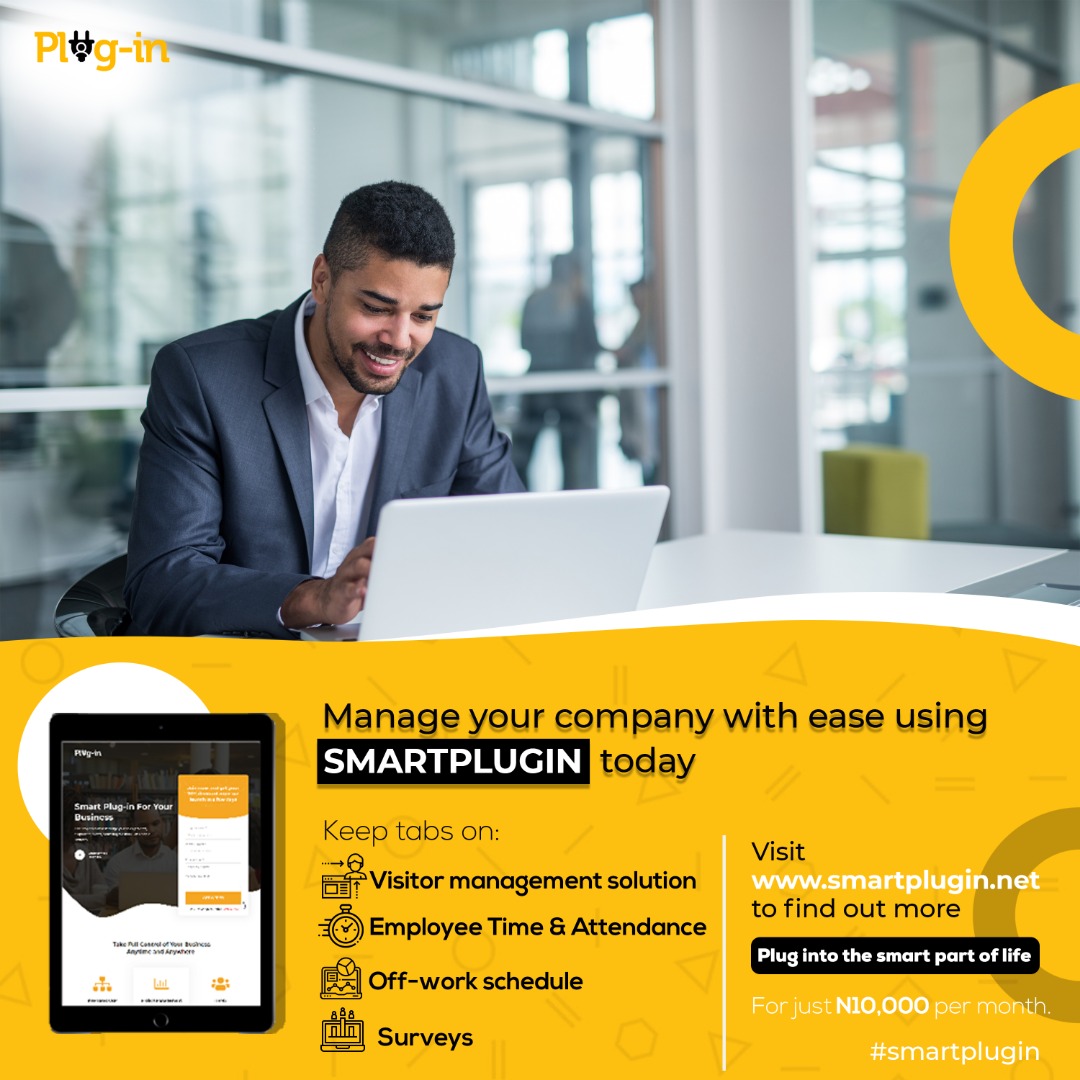 Plug-in
Manage your company with ease using
SMARTPLUGIN today
Keep tabs on:
Visitor management solution
Employee Time & Attendance
Off-work schedule
Surveys
Visit
www.smartplugin.net
to find out more
Plug into the smart part of life
For just N10,000 per month.
#smartplugin
Plug-in
Smart Plug-in For Your
Business
Take Full Control of Your Business
Anytime and Anywhere